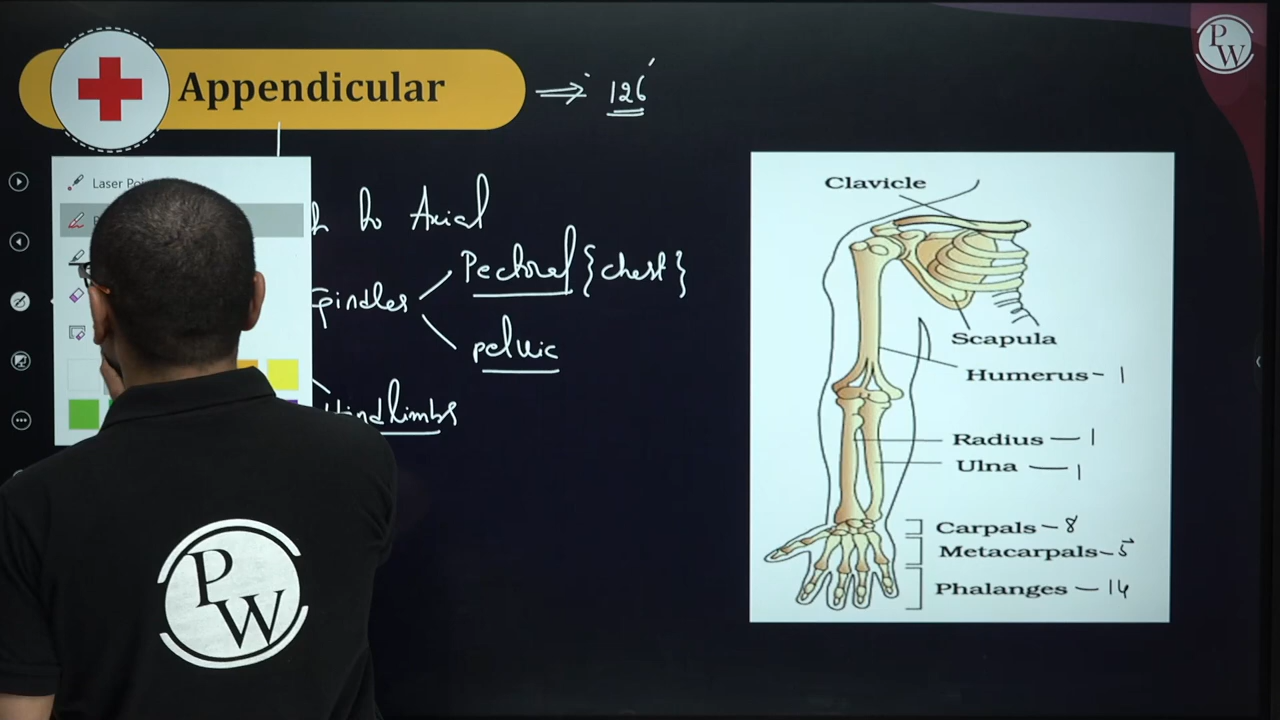 PW
Appendicular ⇒ 126
Laser
to Axial
Girdles
Pectoral {chest}
pelvic
Hindlimbs
Clavicle
Scapula
Humerus - 1
Radius - 1
Ulna - 1
Carpals - 8
Metacarpals - 5
Phalanges - 14
PW